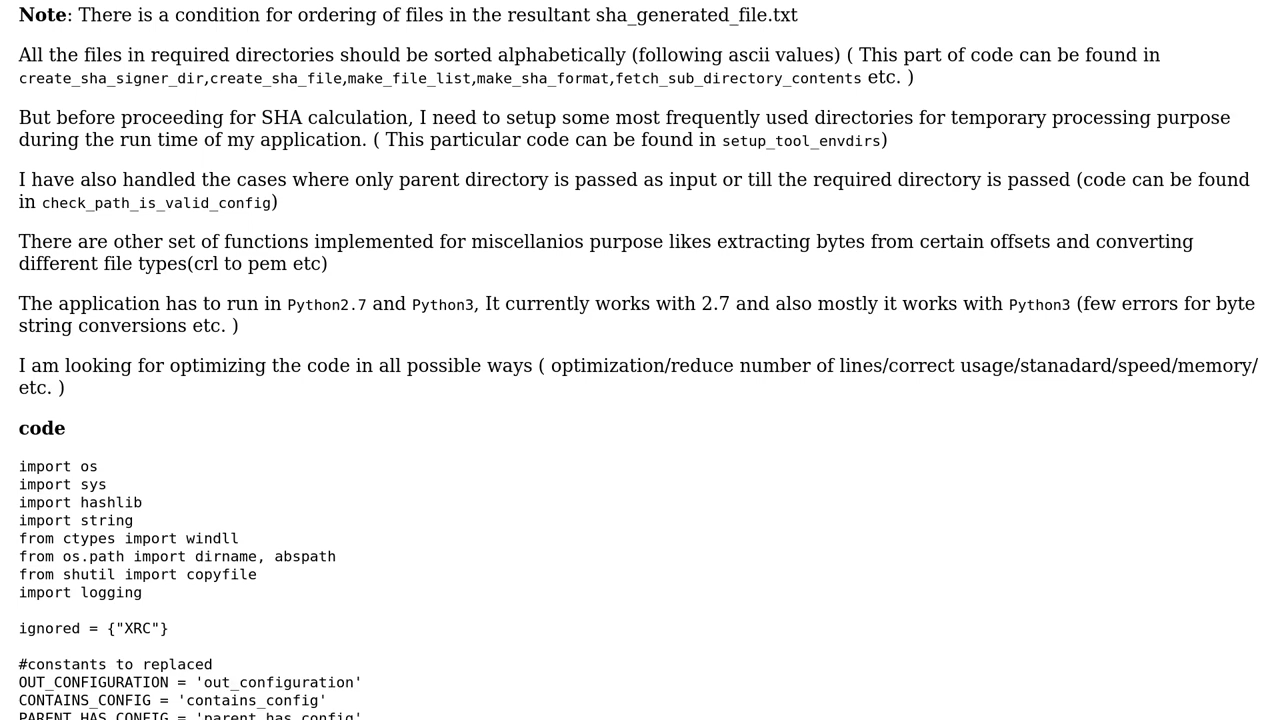 Note: There is a condition for ordering of files in the resultant sha_generated_file.txt
All the files in required directories should be sorted alphabetically (following ascii values) ( This part of code can be found in
create_sha_signer_dir,create_sha_file,make_file_list,make_sha_format,fetch_sub_directory_contents etc. )
But before proceeding for SHA calculation, I need to setup some most frequently used directories for temporary processing purpose
during the run time of my application. ( This particular code can be found in setup_tool_envdirs)
I have also handled the cases where only parent directory is passed as input or till the required directory is passed (code can be found
in check_path_is_valid_config)
There are other set of functions implemented for miscellanios purpose likes extracting bytes from certain offsets and converting
different file types(crl to pem etc)
The application has to run in Python2.7 and Python3, It currently works with 2.7 and also mostly it works with Python3 (few errors for byte
string conversions etc. )
I am looking for optimizing the code in all possible ways ( optimization/reduce number of lines/correct usage/stanadard/speed/memory/
etc. )
code
import os
import sys
import hashlib
import string
from ctypes import windll
from os.path import dirname, abspath
from shutil import copyfile
import logging
ignored = {"XRC"}
#constants to replaced
OUT_CONFIGURATION = 'out_configuration'
CONTAINS_CONFIG = 'contains_config'
PARENT_HAS_CONFIG = 'parent_has_config'